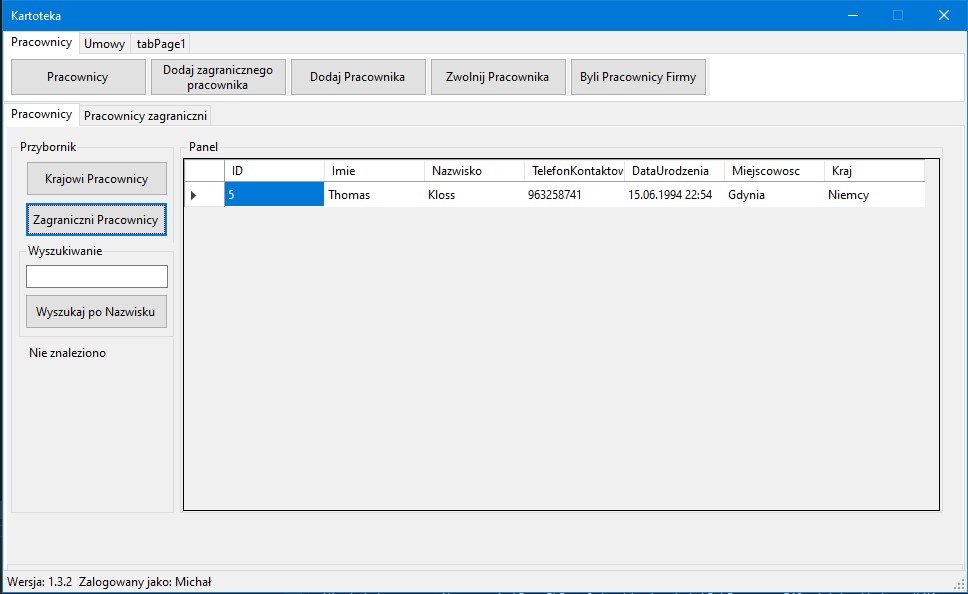 Kartoteka
Pracownicy Umowy tabPage1
Pracownicy
Dodaj zagranicznego
pracownika
Dodaj Pracownika
Zwolnij Pracownika
Byli Pracownicy Firmy
Pracownicy Pracownicy zagraniczni
Przybornik
Krajowi Pracownicy
Zagraniczni Pracownicy
Wyszukiwanie
Wyszukaj po Nazwisku
Nie znaleziono
Panel
ID Imie Nazwisko TelefonKontaktov DataUrodzenia Miejscowosc Kraj
5 Thomas Kloss 963258741 15.06.1994 22:54 Gdynia Niemcy
Wersja: 1.3.2 Zalogowany jako: Michał